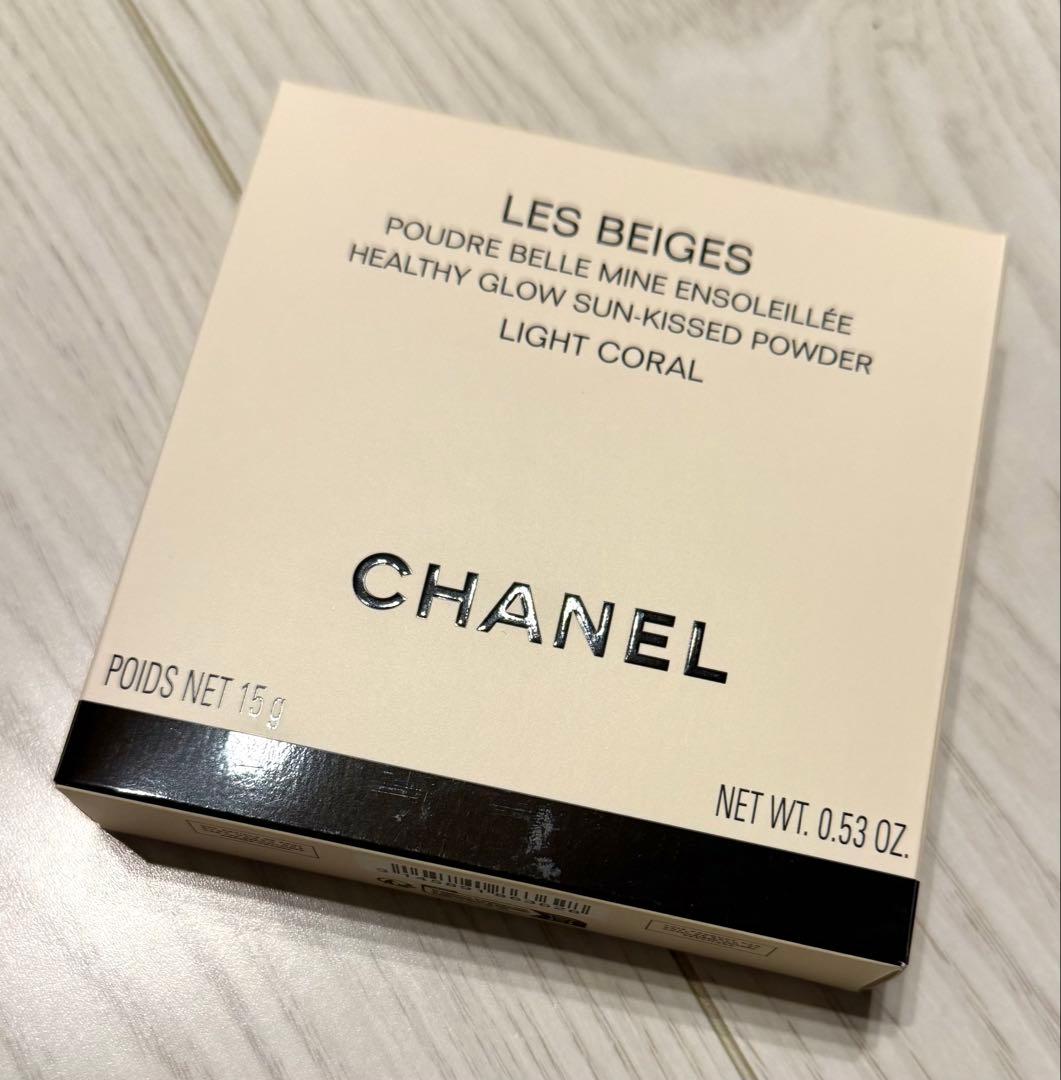 LES BEIGES
POUDRE BELLE MINE ENSOLEILLÉE
HEALTHY GLOW SUN-KISSED POWDER
LIGHT CORAL
CHANEL
POIDS NET 15 g
NET WT. 0.53 OZ.